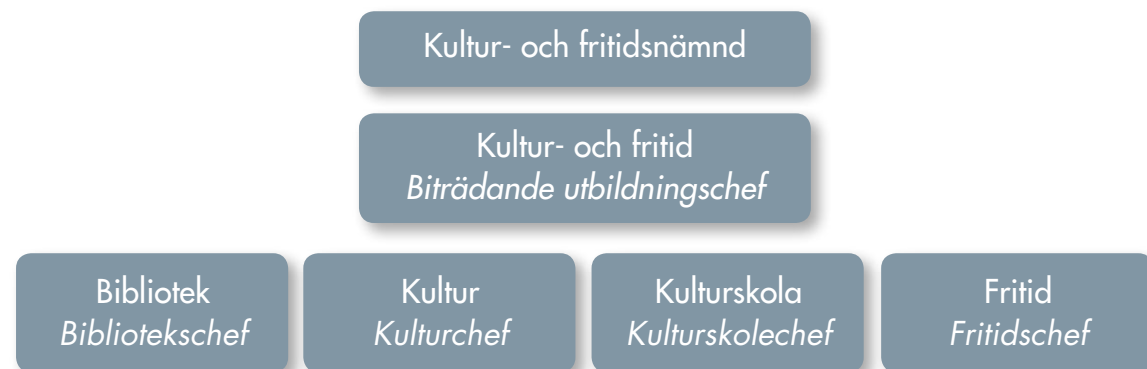 Kultur- och fritidsnämnd
Kultur- och fritid
Biträdande utbildningschef
Bibliotek
Bibliotekschef
Kultur
Kulturchef
Kulturskola
Kulturskolechef
Fritid
Fritidschef